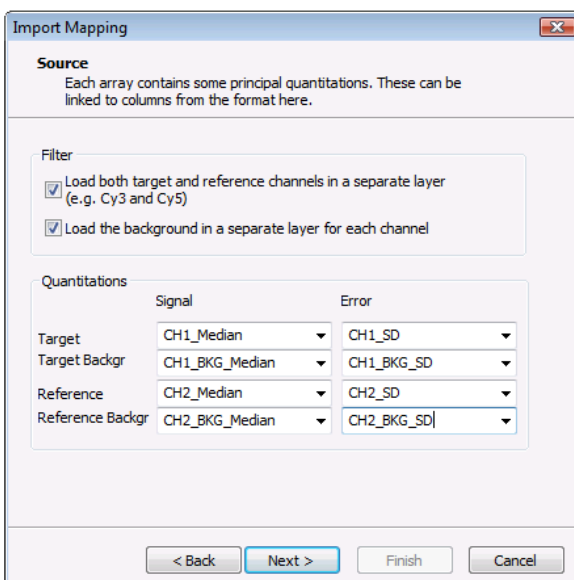 Import Mapping
Source
Each array contains some principal quantitations. These can be
linked to columns from the format here.
Filter
Load both target and reference channels in a separate layer
(e.g. Cy3 and Cy5)
Load the background in a separate layer for each channel
Quantitations
Signal Error
Target CH1_Median CH1_SD
Target Backgr CH1_BKG_Median CH1_BKG_SD
Reference CH2_Median CH2_SD
Reference Backgr CH2_BKG_Median CH2_BKG_SD
< Back Next > Finish Cancel